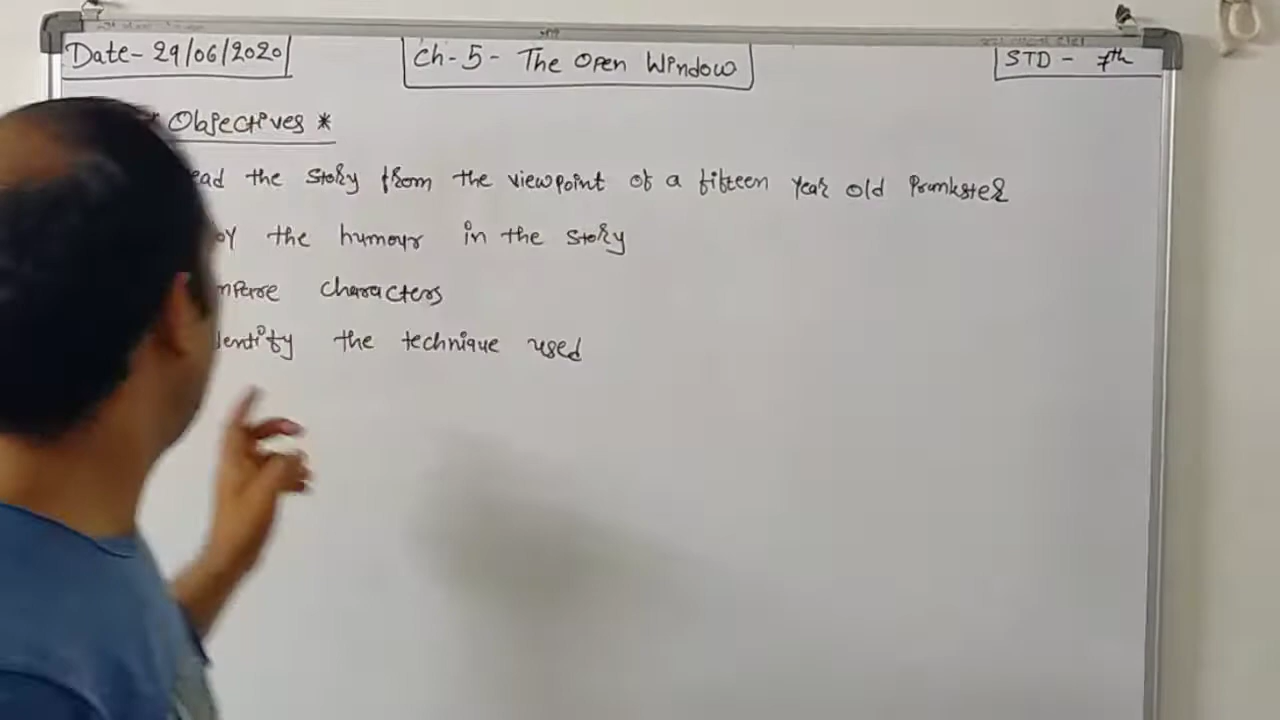 Date- 29/06/2020
Ch-5- The Open Window
STD - 7th
* Objectives *
ead the story from the viewpoint of a fifteen year old Prankster
oy the humour in the story
mpare characters
dentify the technique used